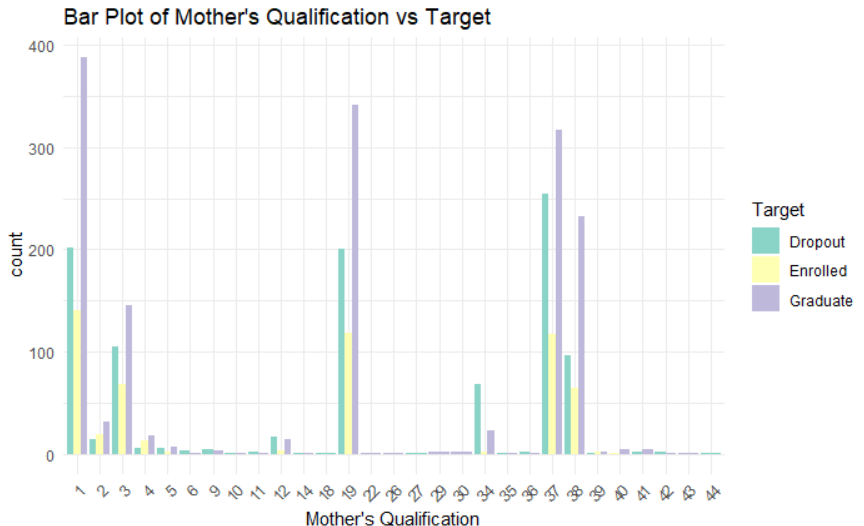 Bar Plot of Mother's Qualification vs Target
400
300
200
100
0
count
1 2 3 4 5 6 9 10 11 12 14 18 19 22 26 27 29 30 34 35 36 37 38 39 40 41 42 43 44
Mother's Qualification
Target
Dropout
Enrolled
Graduate